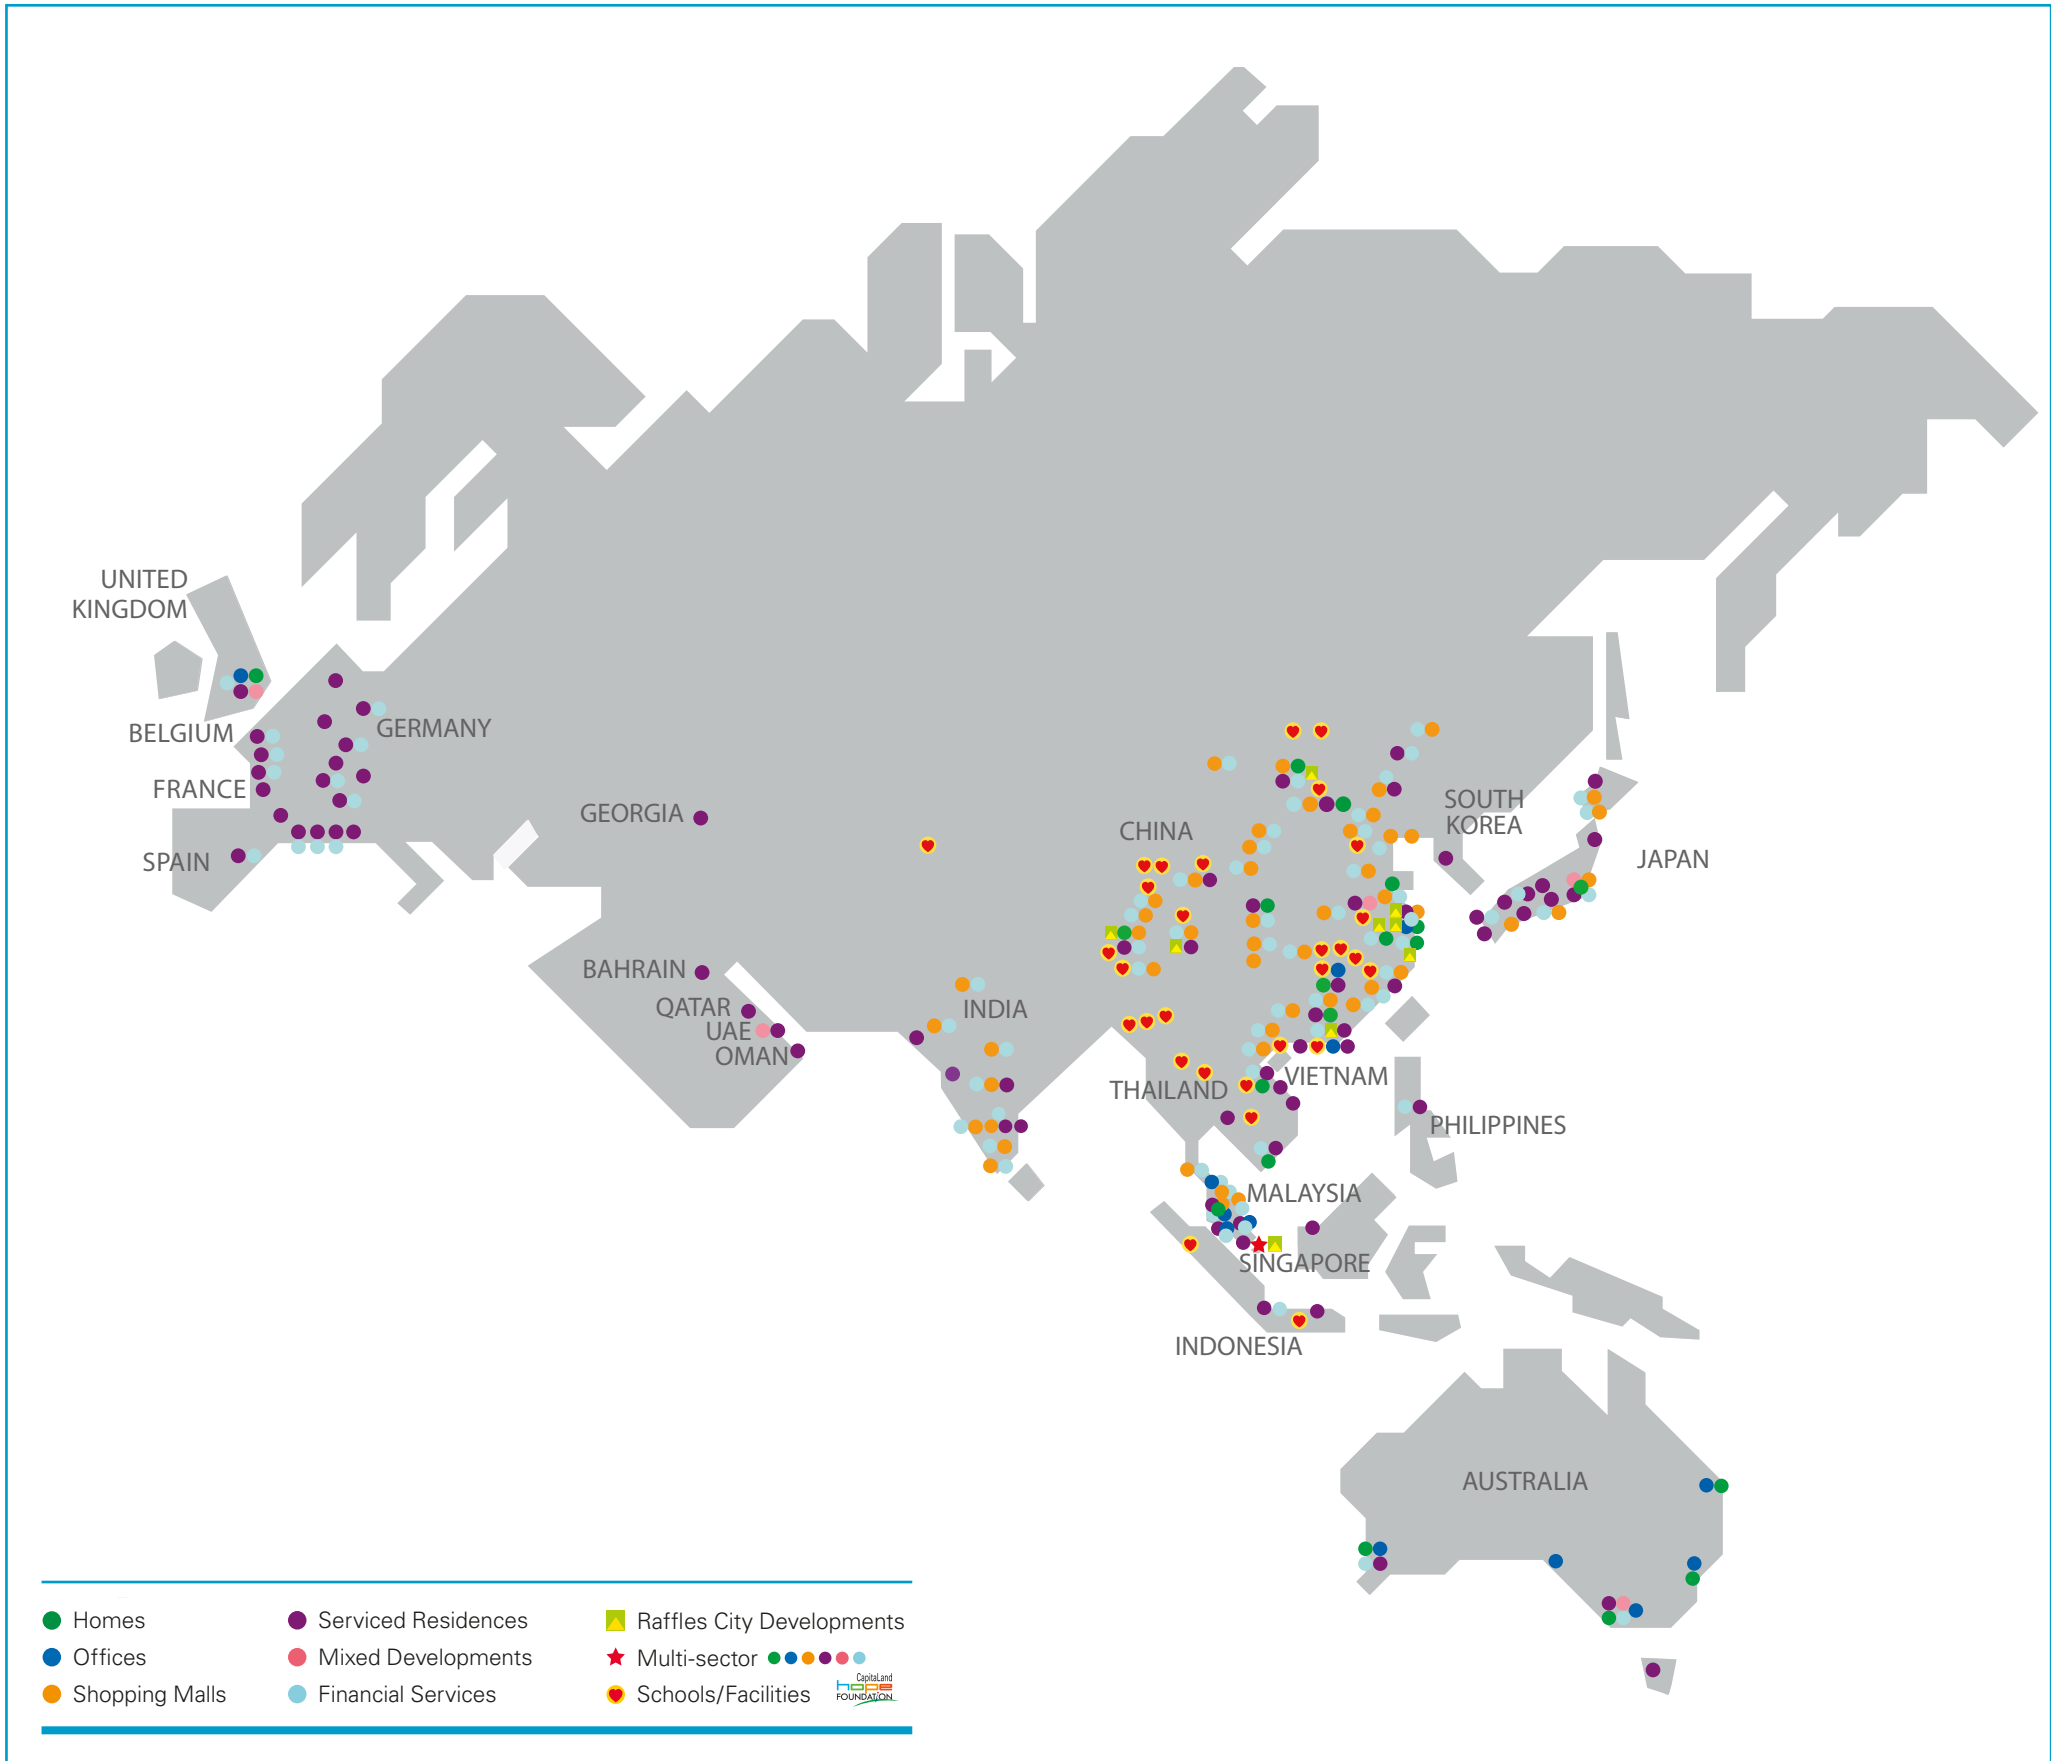 UNITED
KINGDOM
BELGIUM
GERMANY
FRANCE
SPAIN
GEORGIA
CHINA
SOUTH
KOREA
JAPAN
BAHRAIN
QATAR
UAE
OMAN
INDIA
THAILAND
VIETNAM
PHILIPPINES
MALAYSIA
SINGAPORE
INDONESIA
AUSTRALIA
Homes
Offices
Shopping Malls
Serviced Residences
Mixed Developments
Financial Services
Raffles City Developments
Multi-sector
Schools/Facilities
CapitaLand
hope
FOUNDATION